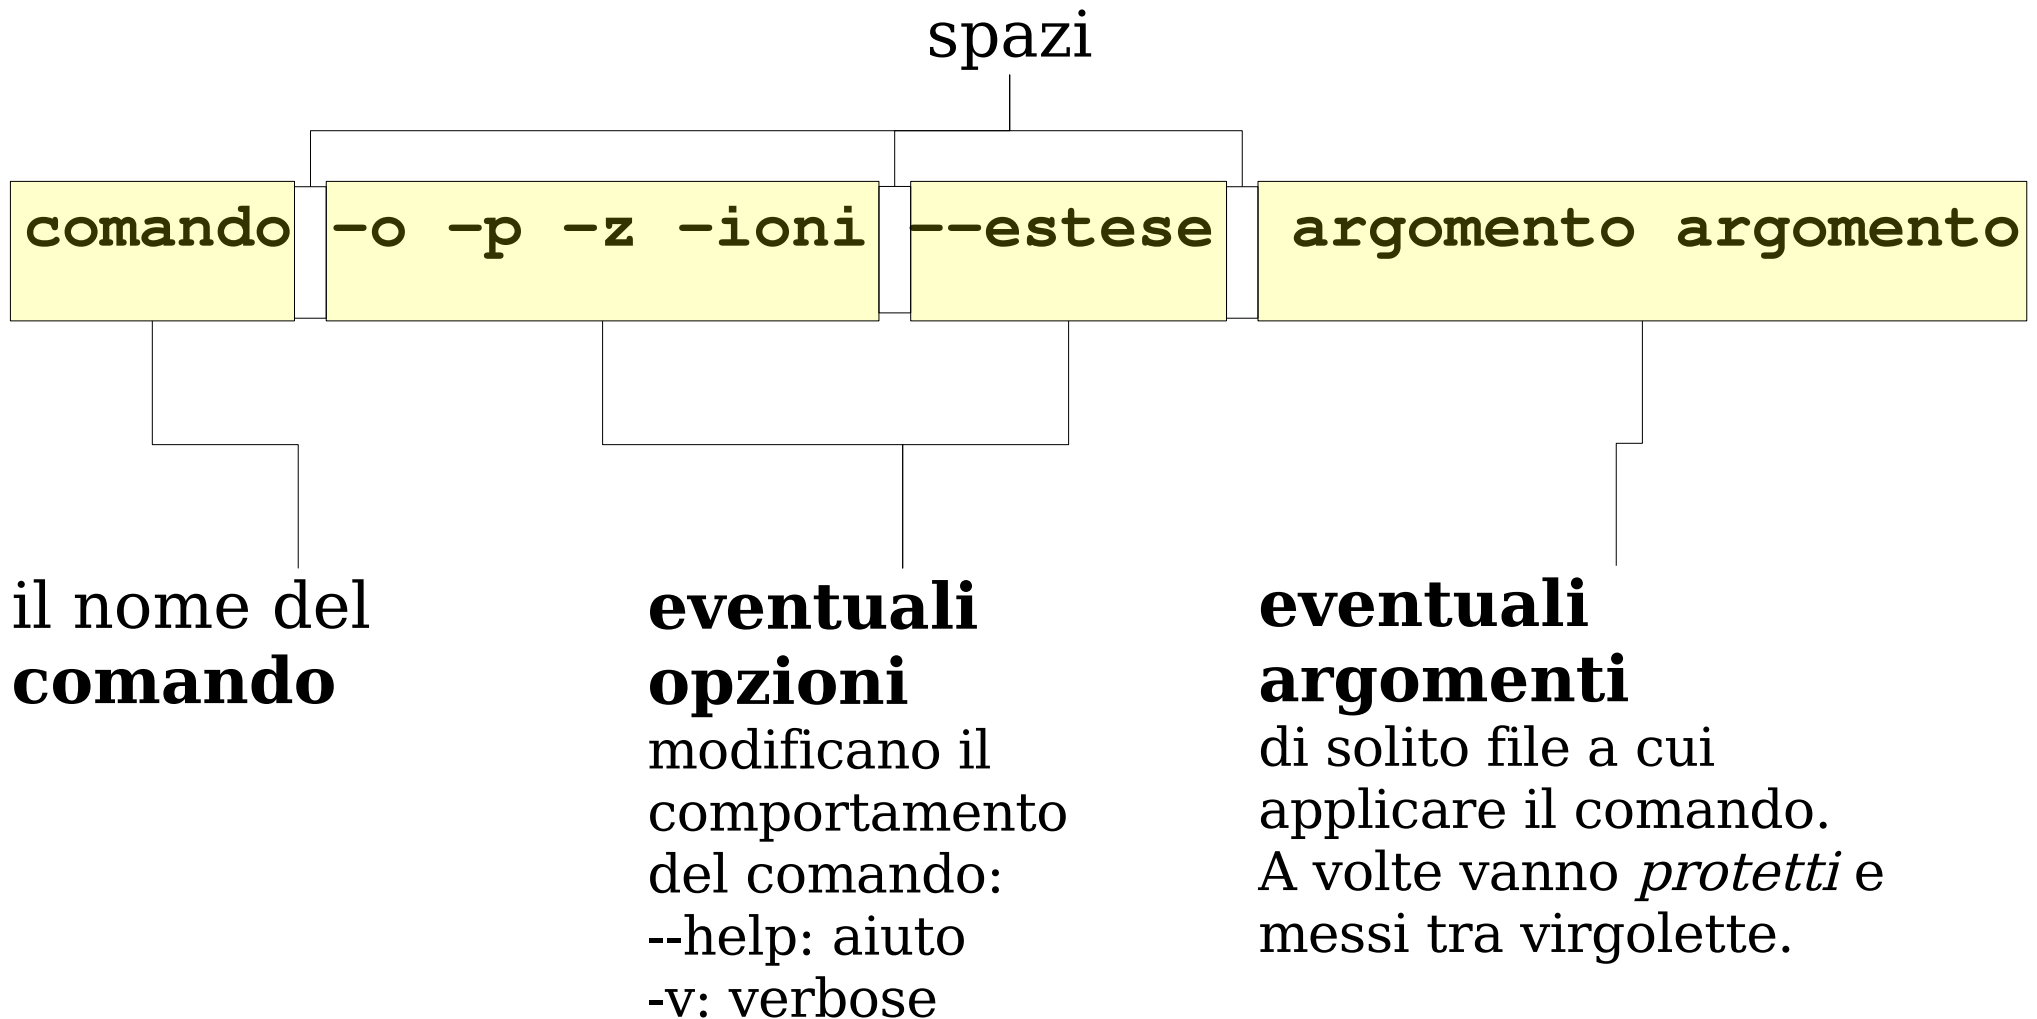 spazi
comando -o -p -z -ioni --estese argomento argomento
il nome del
comando
eventuali
opzioni
modificano il
comportamento
del comando:
--help: aiuto
-v: verbose
eventuali
argomenti
di solito file a cui
applicare il comando.
A volte vanno protetti e
messi tra virgolette.